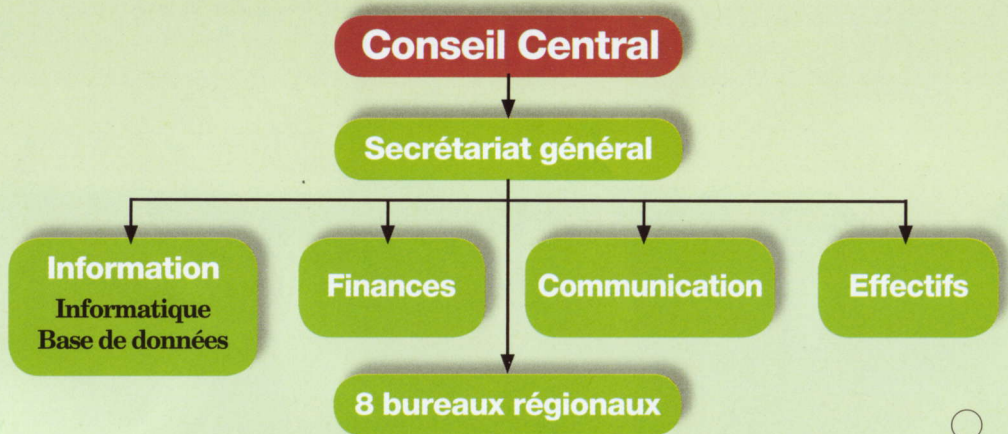 Conseil Central
Secrétariat général
Information
Informatique
Base de données
Finances
Communication
Effectifs
8 bureaux régionaux